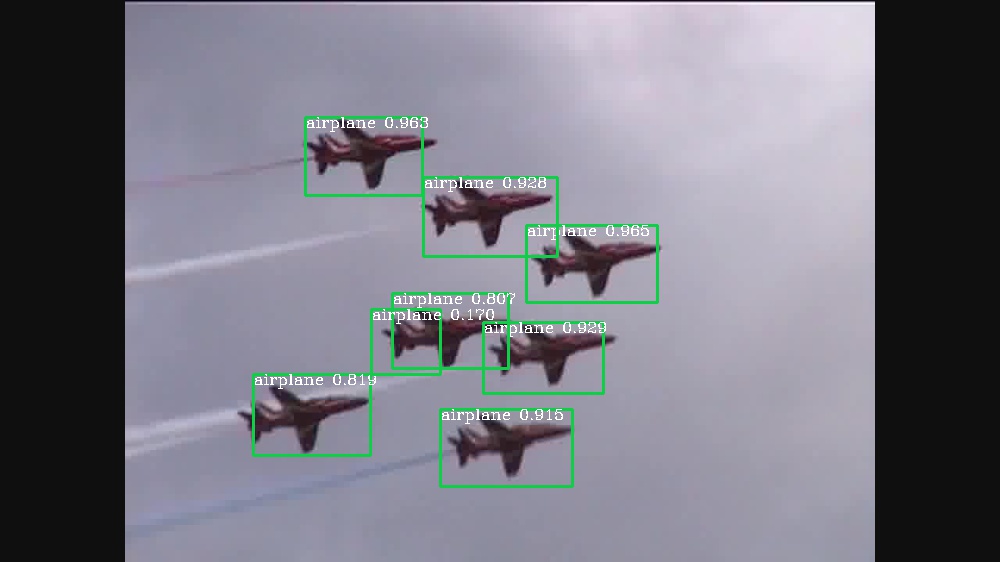 airplane 0.963
airplane 0.928
airplane 0.965
airplane 0.807
airplane 0.170
airplane 0.929
airplane 0.819
airplane 0.915